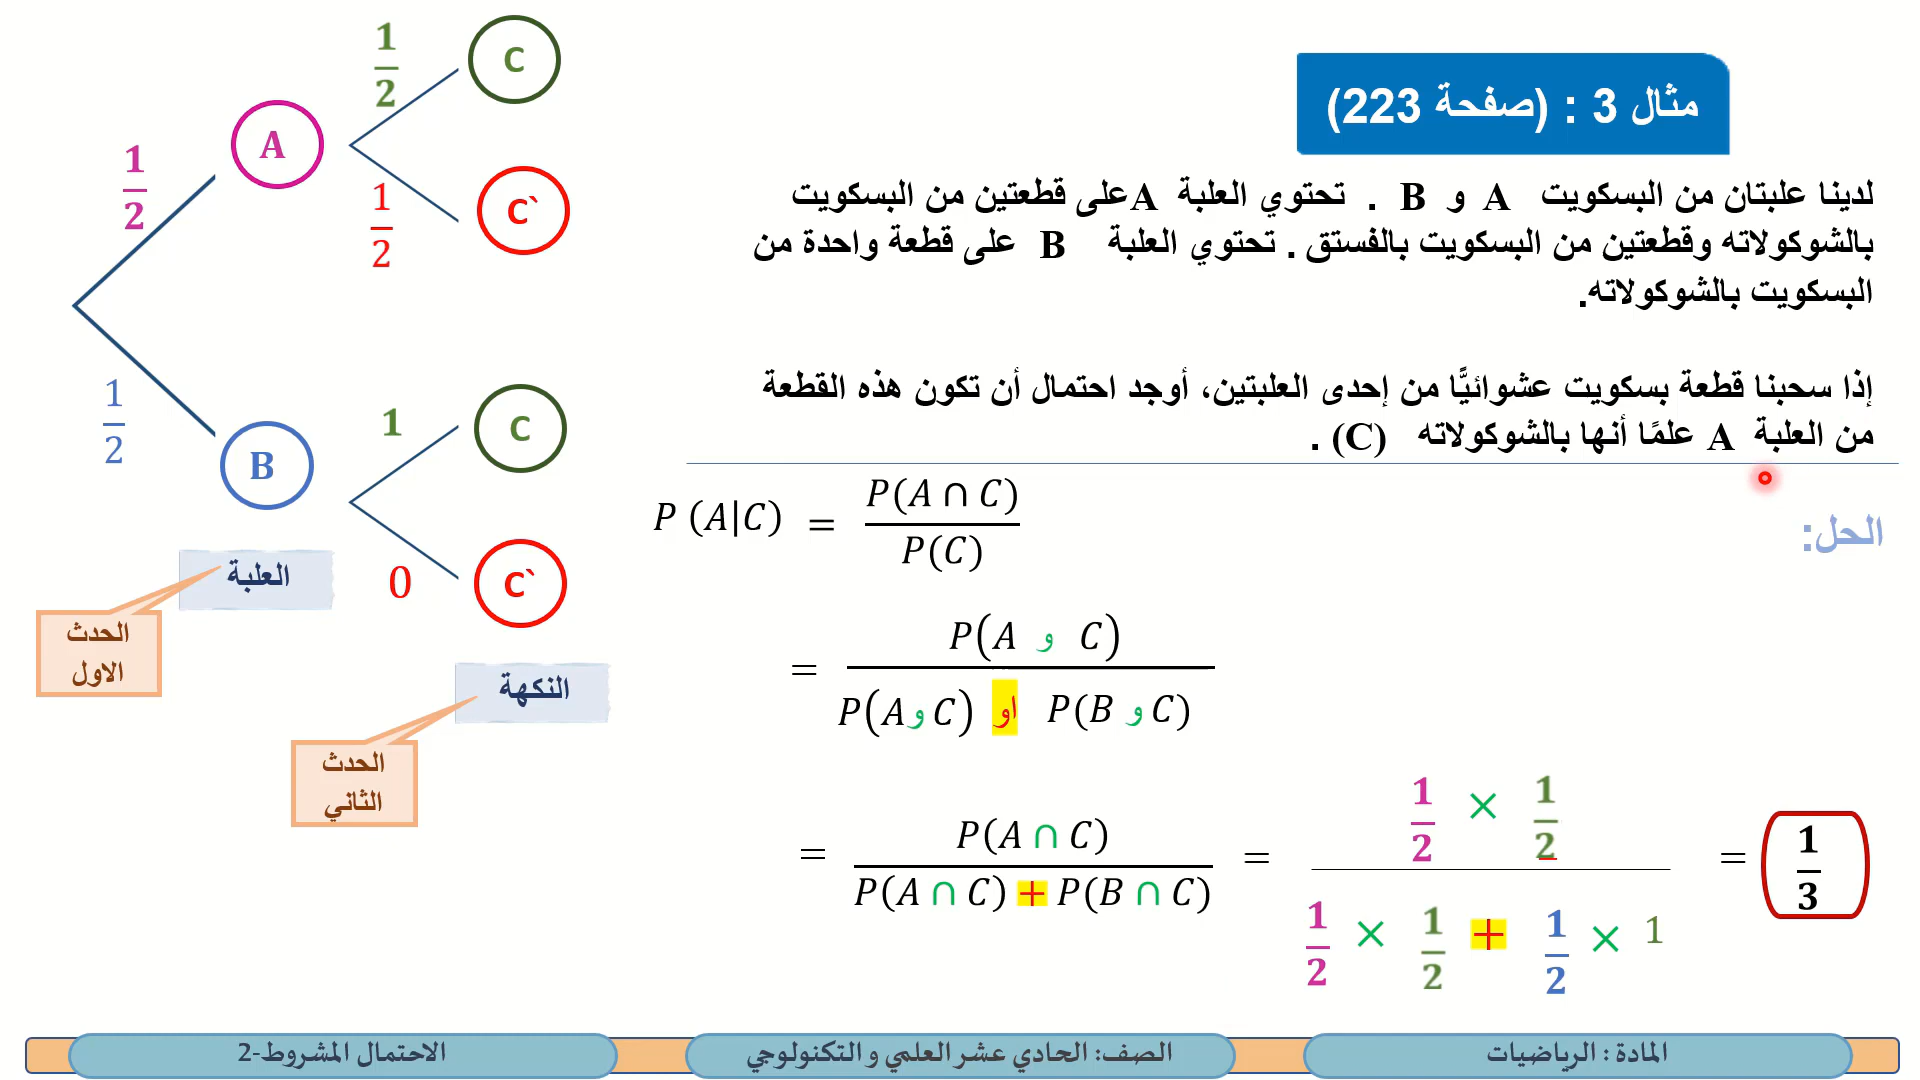 مثال 3 : (صفحة 223)
لدينا علبتان من البسكويت A و B . تحتوي العلبة A على قطعتين من البسكويت
بالشوكولاته وقطعتين من البسكويت بالفستق . تحتوي العلبة B على قطعة واحدة من
البسكويت بالشوكولاته.
إذا سحبنا قطعة بسكويت عشوائيًّا من إحدى العلبتين، أوجد احتمال أن تكون هذه القطعة
من العلبة A علمًا أنها بالشوكولاته (C) .
الحل:
P (A|C) = P(A ∩ C) / P(C)
= P(A و C) / P(A و C) او P(B و C)
= P(A ∩ C) / P(A ∩ C) + P(B ∩ C) = 1/2 × 1/2 / 1/2 × 1/2 + 1/2 × 1 = 1/3
1/2
A
1/2
C
1/2
C`
1/2
B
1
C
0
C`
العلبة
الحدث
الاول
النكهة
الحدث
الثاني
المادة : الرياضيات
الصف: الحادي عشر العلمي و التكنولوجي
الاحتمال المشروط-2